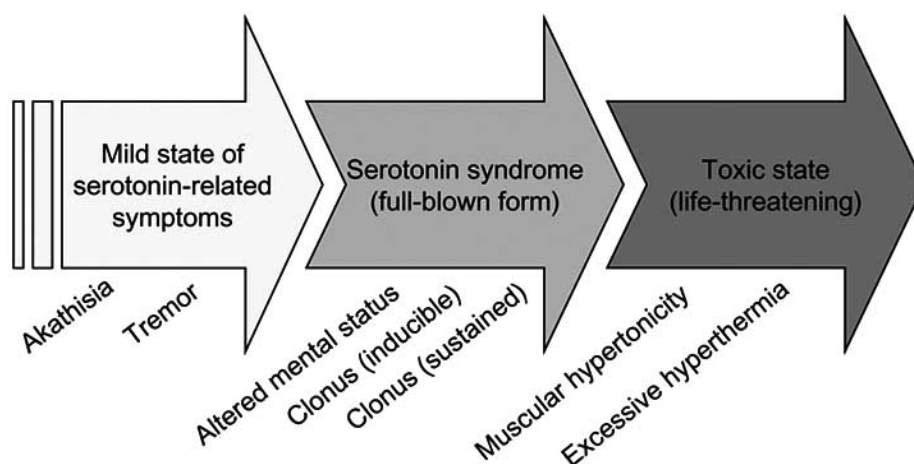 Mild state of
serotonin-related
symptoms
Serotonin syndrome
(full-blown form)
Toxic state
(life-threatening)
Akathisia
Tremor
Altered mental status
Clonus (inducible)
Clonus (sustained)
Muscular hypertonicity
Excessive hyperthermia